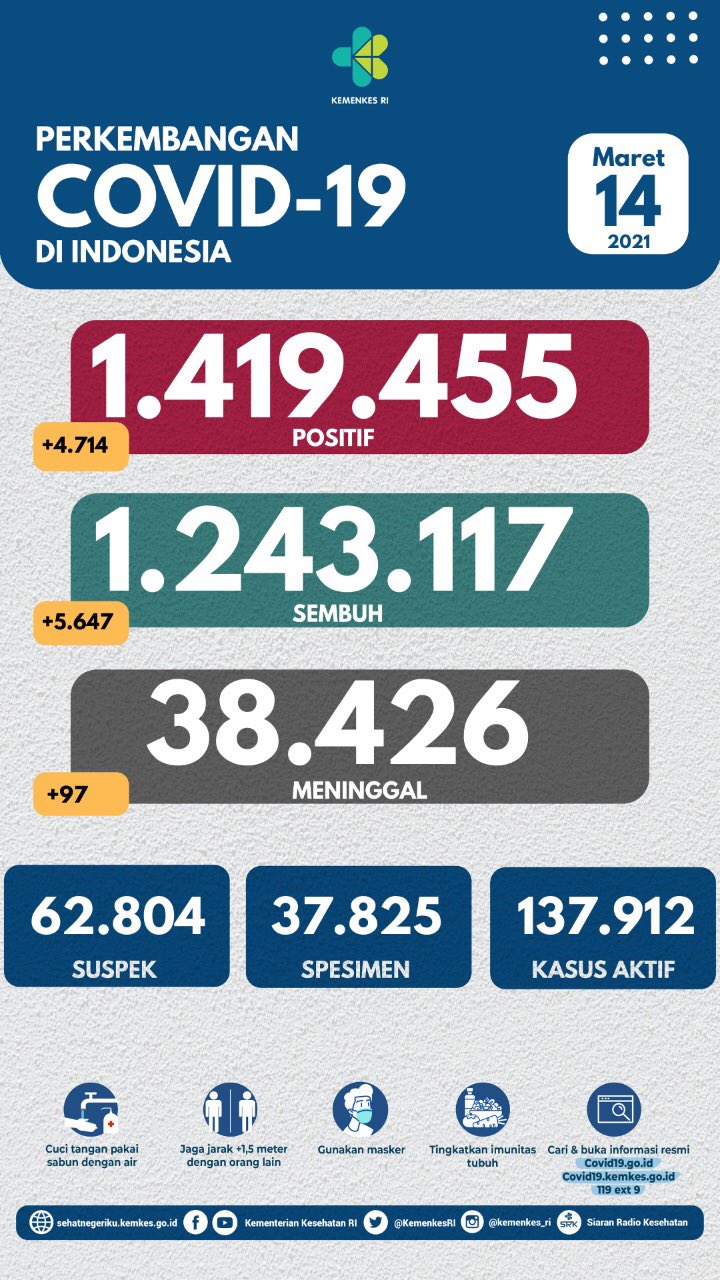 KEMENKES RI
PERKEMBANGAN
COVID-19
DI INDONESIA
Maret
14
2021
1.419.455
POSITIF
+4.714
1.243.117
SEMBUH
+5.647
38.426
MENINGGAL
+97
62.804
SUSPEK
37.825
SPESIMEN
137.912
KASUS AKTIF
Cuci tangan pakai
sabun dengan air
Jaga jarak +1,5 meter
dengan orang lain
Gunakan masker
Tingkatkan imunitas
tubuh
Cari & buka informasi resmi
Covid19.go.id
Covid19.kemkes.go.id
119 ext 9
sehatnegeriku.kemkes.go.id Kementerian Kesehatan RI @KemenkesRI @kemenkes_ri SRK Siaran Radio Kesehatan